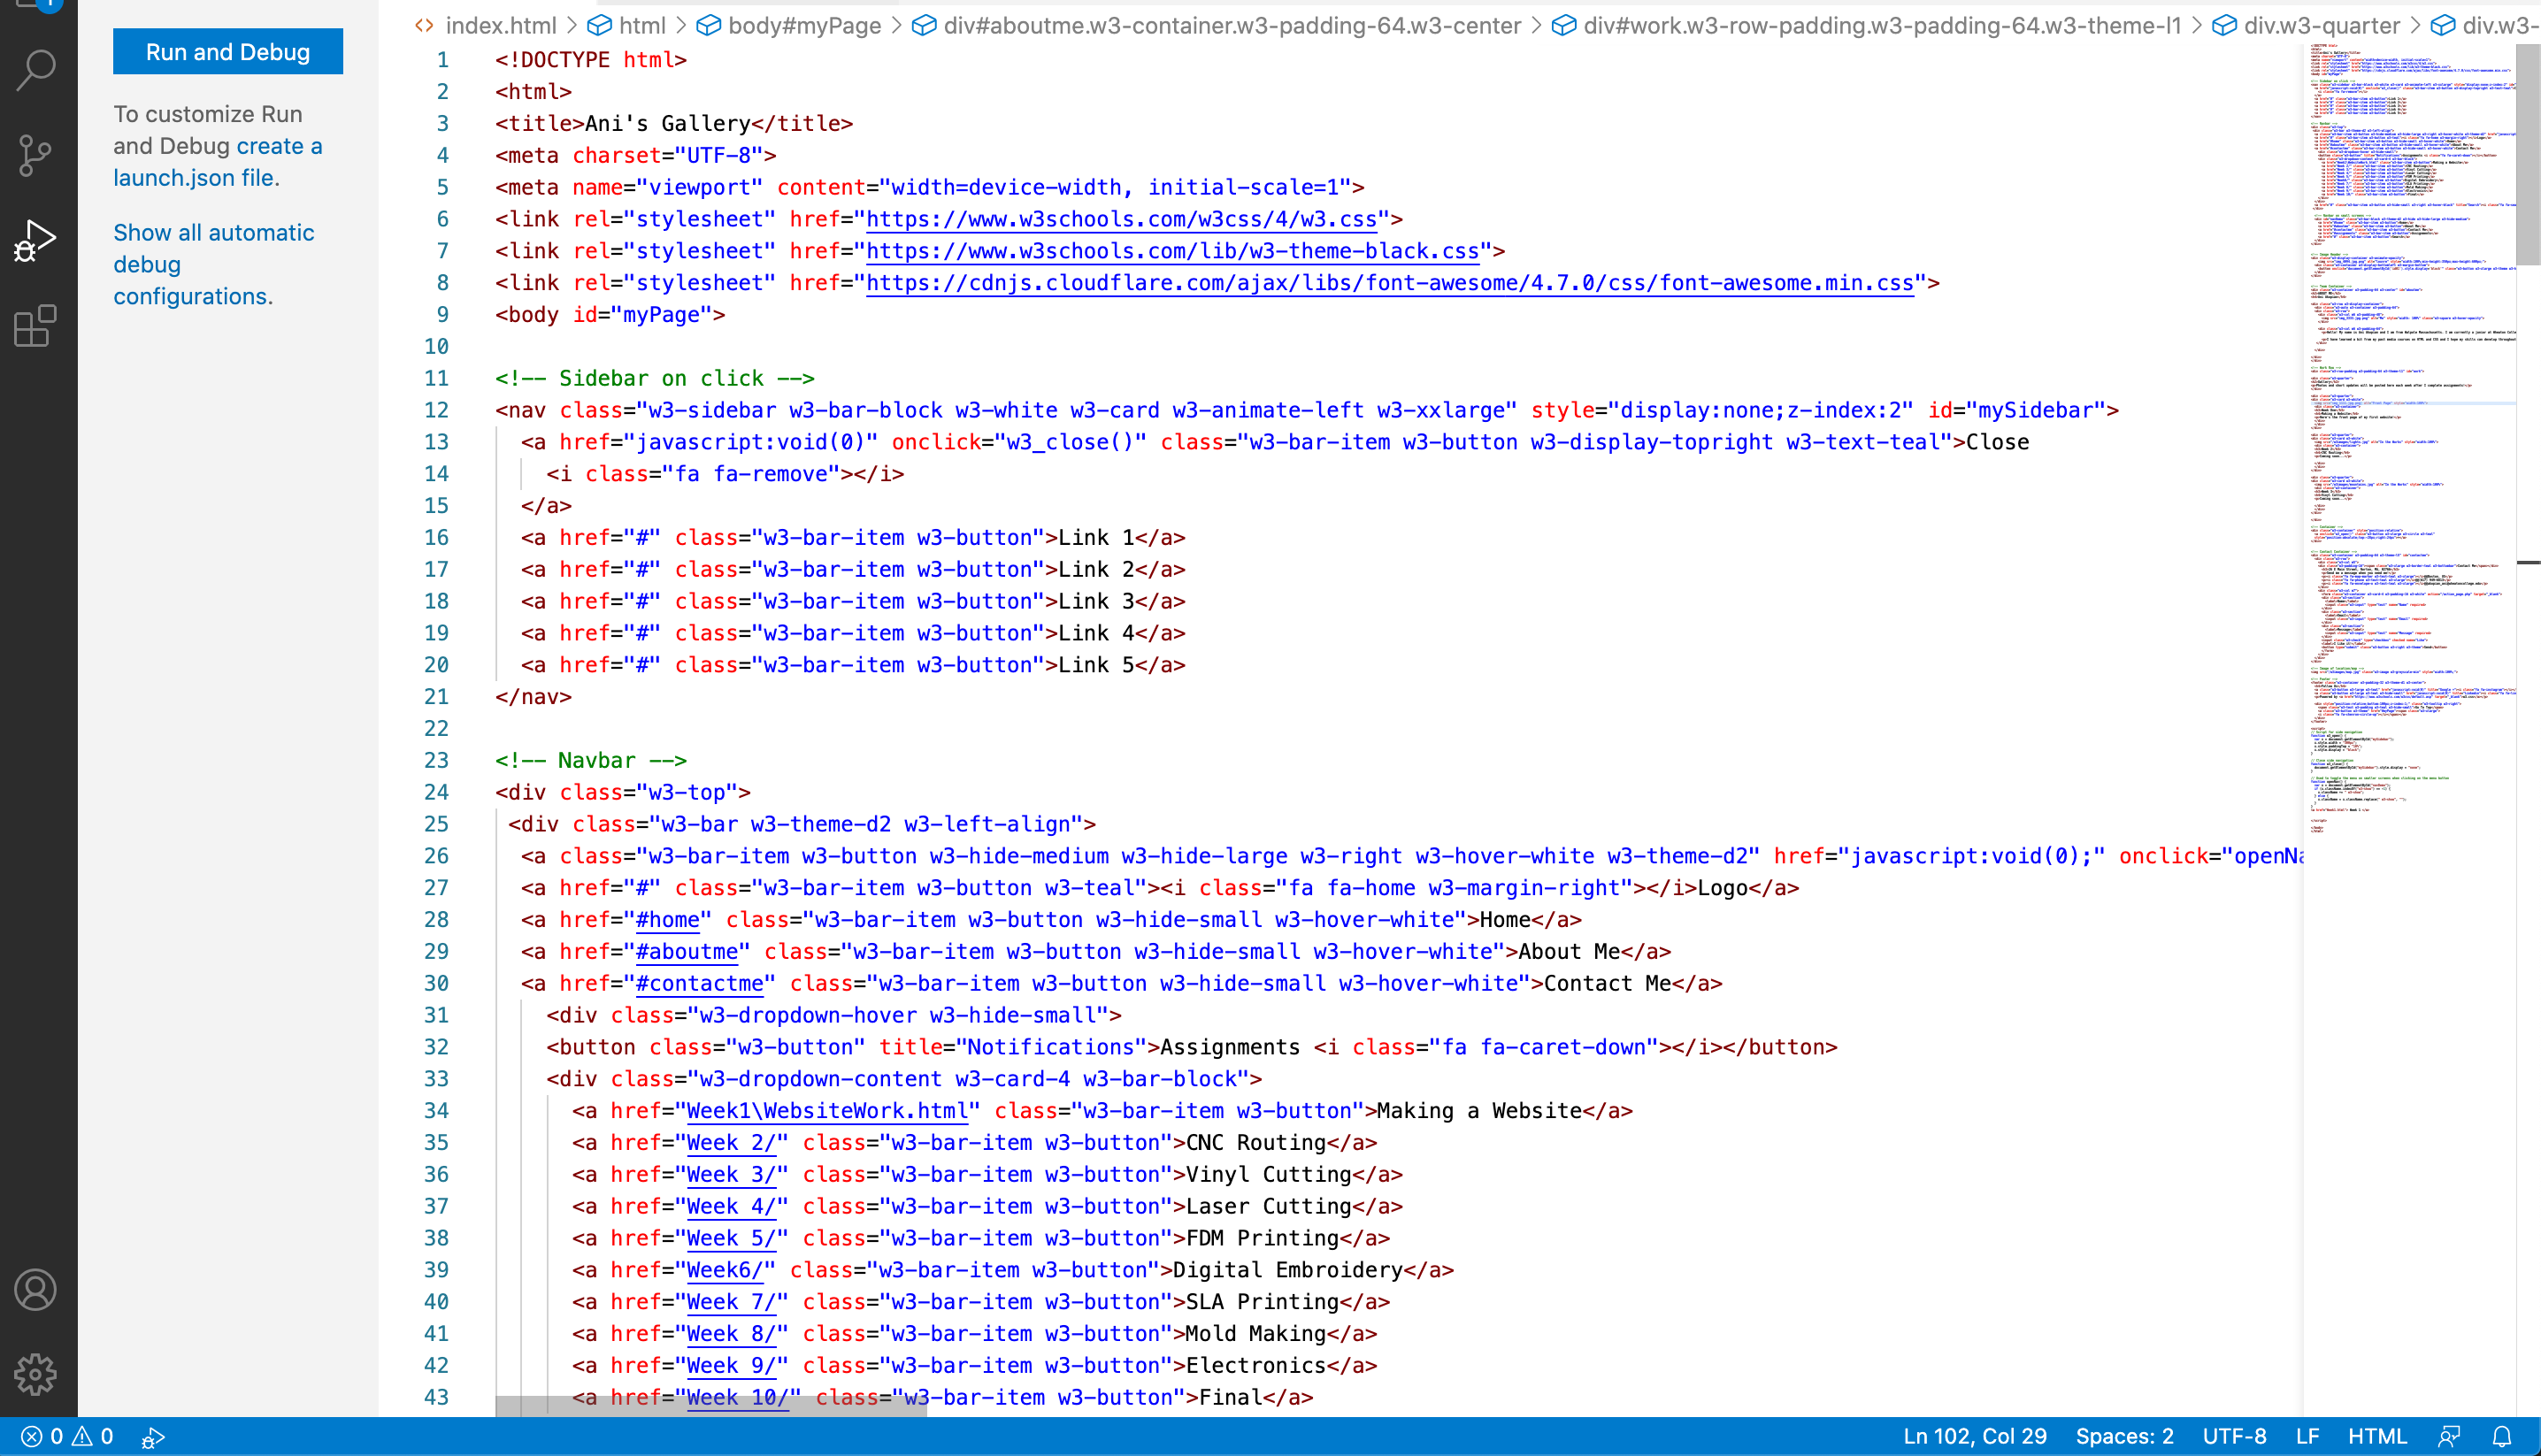 index.html > html > body#myPage > div#aboutme.w3-container.w3-padding-64.w3-center > div#work.w3-row-padding.w3-padding-64.w3-theme-l1 > div.w3-quarter > div.w3-
Run and Debug
To customize Run
and Debug create a
launch.json file.
Show all automatic
debug
configurations.
1 <!DOCTYPE html>
2 <html>
3 <title>Ani's Gallery</title>
4 <meta charset="UTF-8">
5 <meta name="viewport" content="width=device-width, initial-scale=1">
6 <link rel="stylesheet" href="https://www.w3schools.com/w3css/4/w3.css">
7 <link rel="stylesheet" href="https://www.w3schools.com/lib/w3-theme-black.css">
8 <link rel="stylesheet" href="https://cdnjs.cloudflare.com/ajax/libs/font-awesome/4.7.0/css/font-awesome.min.css">
9 <body id="myPage">
10
11 <!-- Sidebar on click -->
12 <nav class="w3-sidebar w3-bar-block w3-white w3-card w3-animate-left w3-xxlarge" style="display:none;z-index:2" id="mySidebar">
13 <a href="javascript:void(0)" onclick="w3_close()" class="w3-bar-item w3-button w3-display-topright w3-text-teal">Close
14 <i class="fa fa-remove"></i>
15 </a>
16 <a href="#" class="w3-bar-item w3-button">Link 1</a>
17 <a href="#" class="w3-bar-item w3-button">Link 2</a>
18 <a href="#" class="w3-bar-item w3-button">Link 3</a>
19 <a href="#" class="w3-bar-item w3-button">Link 4</a>
20 <a href="#" class="w3-bar-item w3-button">Link 5</a>
21 </nav>
22
23 <!-- Navbar -->
24 <div class="w3-top">
25 <div class="w3-bar w3-theme-d2 w3-left-align">
26 <a class="w3-bar-item w3-button w3-hide-medium w3-hide-large w3-right w3-hover-white w3-theme-d2" href="javascript:void(0);" onclick="openNa
27 <a href="#" class="w3-bar-item w3-button w3-teal"><i class="fa fa-home w3-margin-right"></i>Logo</a>
28 <a href="#home" class="w3-bar-item w3-button w3-hide-small w3-hover-white">Home</a>
29 <a href="#aboutme" class="w3-bar-item w3-button w3-hide-small w3-hover-white">About Me</a>
30 <a href="#contactme" class="w3-bar-item w3-button w3-hide-small w3-hover-white">Contact Me</a>
31 <div class="w3-dropdown-hover w3-hide-small">
32 <button class="w3-button" title="Notifications">Assignments <i class="fa fa-caret-down"></i></button>
33 <div class="w3-dropdown-content w3-card-4 w3-bar-block">
34 <a href="Week1\WebsiteWork.html" class="w3-bar-item w3-button">Making a Website</a>
35 <a href="Week 2/" class="w3-bar-item w3-button">CNC Routing</a>
36 <a href="Week 3/" class="w3-bar-item w3-button">Vinyl Cutting</a>
37 <a href="Week 4/" class="w3-bar-item w3-button">Laser Cutting</a>
38 <a href="Week 5/" class="w3-bar-item w3-button">FDM Printing</a>
39 <a href="Week6/" class="w3-bar-item w3-button">Digital Embroidery</a>
40 <a href="Week 7/" class="w3-bar-item w3-button">SLA Printing</a>
41 <a href="Week 8/" class="w3-bar-item w3-button">Mold Making</a>
42 <a href="Week 9/" class="w3-bar-item w3-button">Electronics</a>
43 <a href="Week 10/" class="w3-bar-item w3-button">Final</a>
0 0 Ln 102, Col 29 Spaces: 2 UTF-8 LF HTML